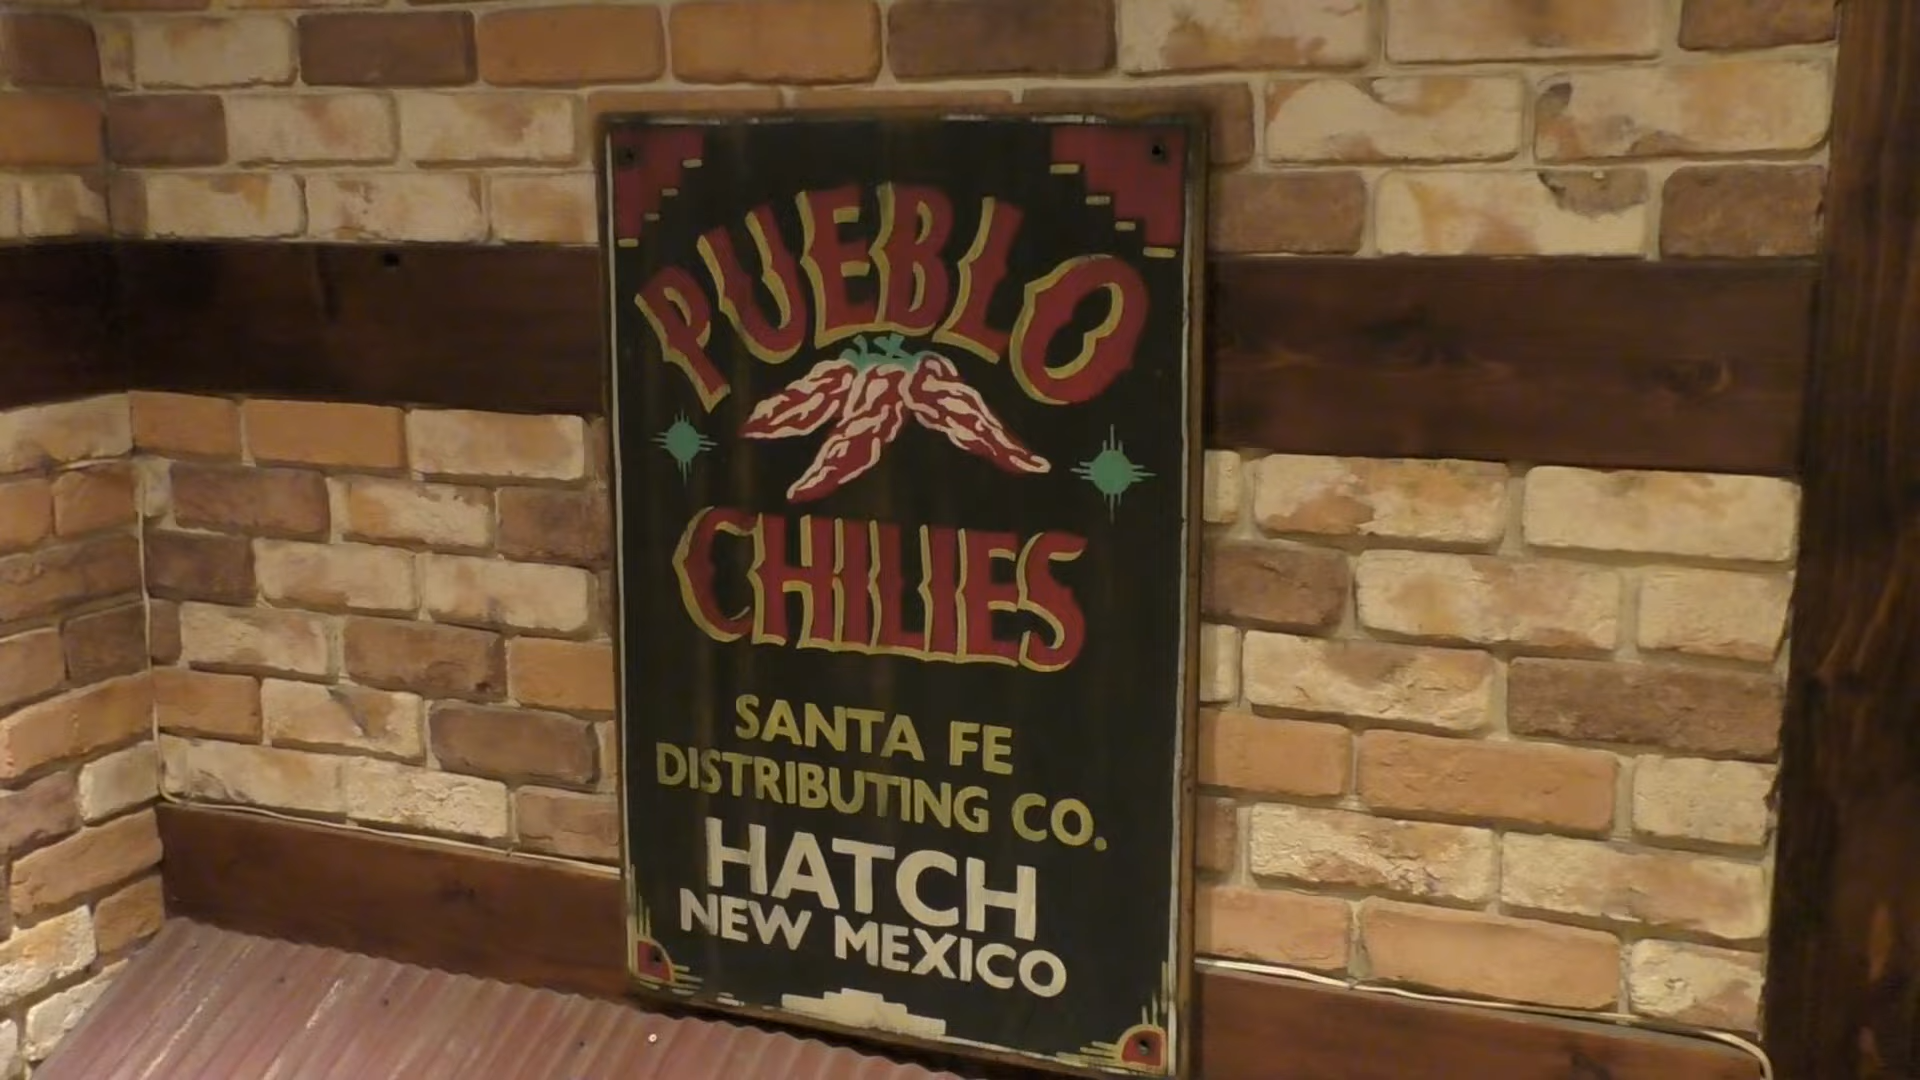 PUEBLO
CHILIES
SANTA FE
DISTRIBUTING CO.
HATCH
NEW MEXICO